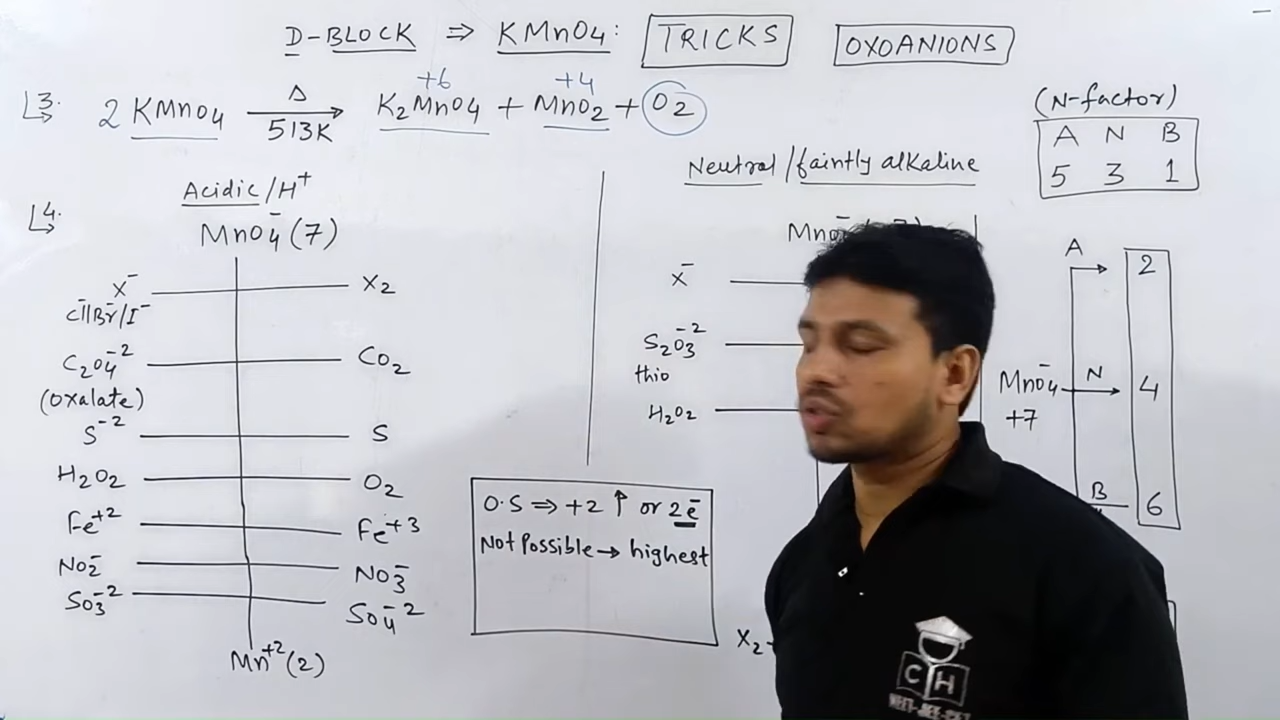 D-BLOCK ⇒ KMnO4: TRICKS OXOANIONS
3. 2 KMnO4 Δ 513K → K2MnO4 + MnO2 + O2
+6 +4
(N-factor)
A N B
5 3 1
4. Acidic/H+
MnO4⁻ (7)
X⁻ X2
Cl⁻/Br⁻/I⁻
C2O4⁻² CO2
(Oxalate)
S⁻² S
H2O2 O2
Fe+2 Fe+3
NO2⁻ NO3⁻
SO3⁻² SO4⁻²
Mn+2 (2)
Neutral/faintly alkaline
X⁻
S2O3⁻²
thio
H2O2
O.S ⇒ +2 ↑ or 2e⁻
Not Possible → highest
X2
A 2
MnO4⁻ N 4
+7
B 6
CH